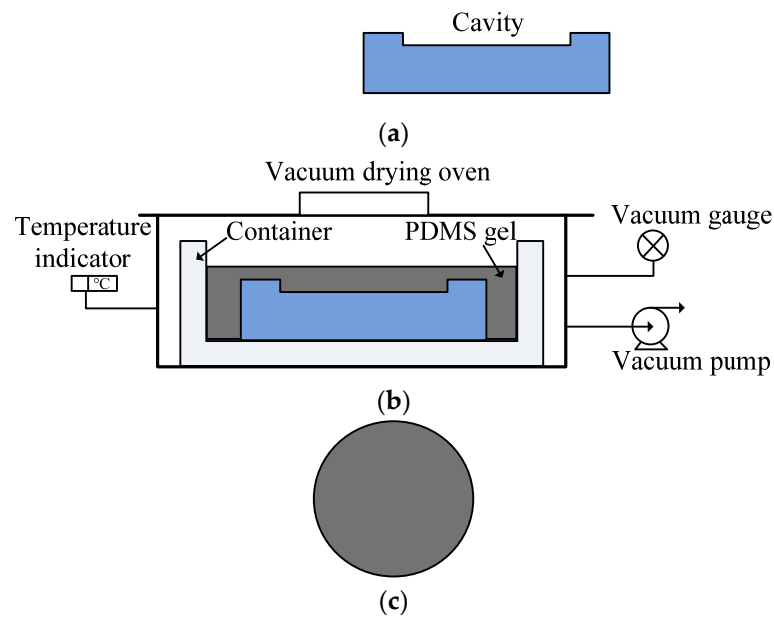 Cavity
(a)
Vacuum drying oven
Temperature
indicator
°C
Container
PDMS gel
Vacuum gauge
Vacuum pump
(b)
(c)